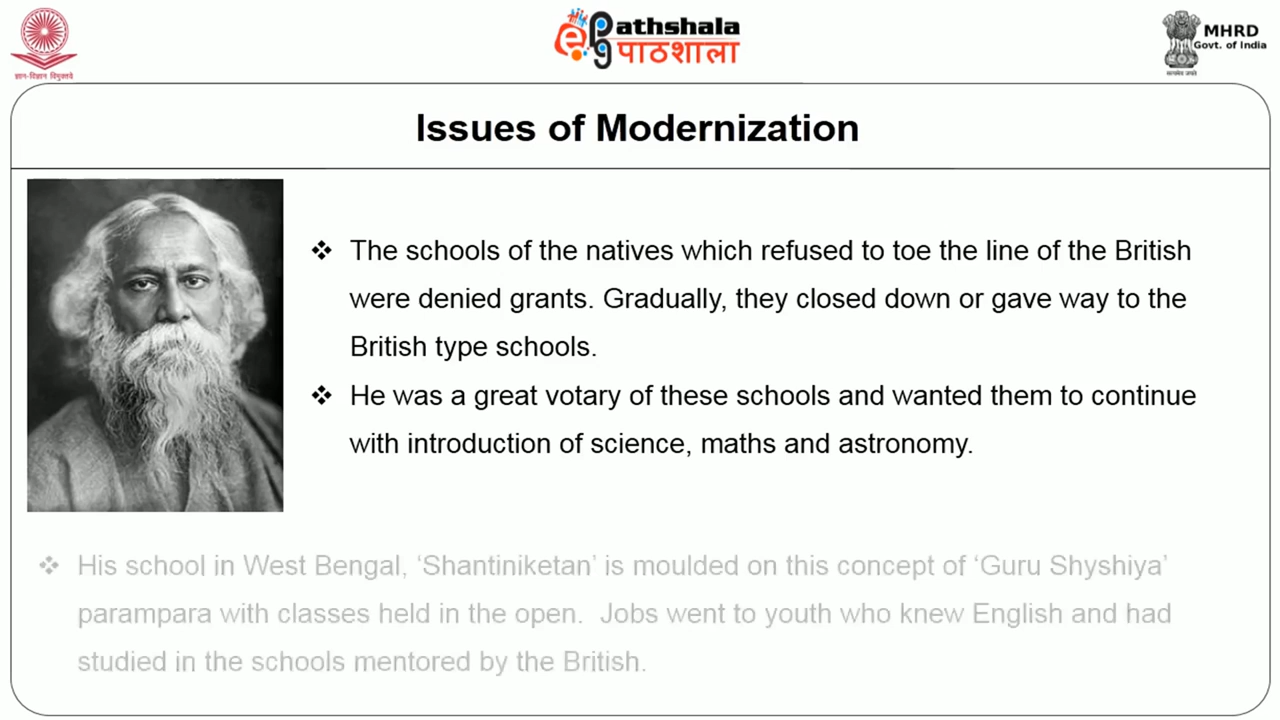 ज्ञान-विज्ञान विमुक्तये
ePathshala
पाठशाला
MHRD
Govt. of India
सत्यमेव जयते
Issues of Modernization
❖ The schools of the natives which refused to toe the line of the British
were denied grants. Gradually, they closed down or gave way to the
British type schools.
❖ He was a great votary of these schools and wanted them to continue
with introduction of science, maths and astronomy.
❖ His school in West Bengal, ‘Shantiniketan’ is moulded on this concept of ‘Guru Shyshiya’
parampara with classes held in the open. Jobs went to youth who knew English and had
studied in the schools mentored by the British.